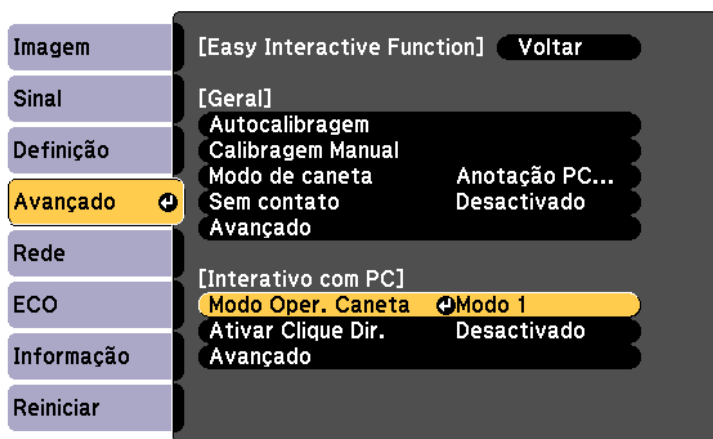 Imagem
Sinal
Definição
Avançado
Rede
ECO
Informação
Reiniciar
[Easy Interactive Function] Voltar
[Geral]
Autocalibragem
Calibragem Manual
Modo de caneta Anotação PC...
Sem contato Desactivado
Avançado
[Interativo com PC]
Modo Oper. Caneta Modo 1
Ativar Clique Dir. Desactivado
Avançado